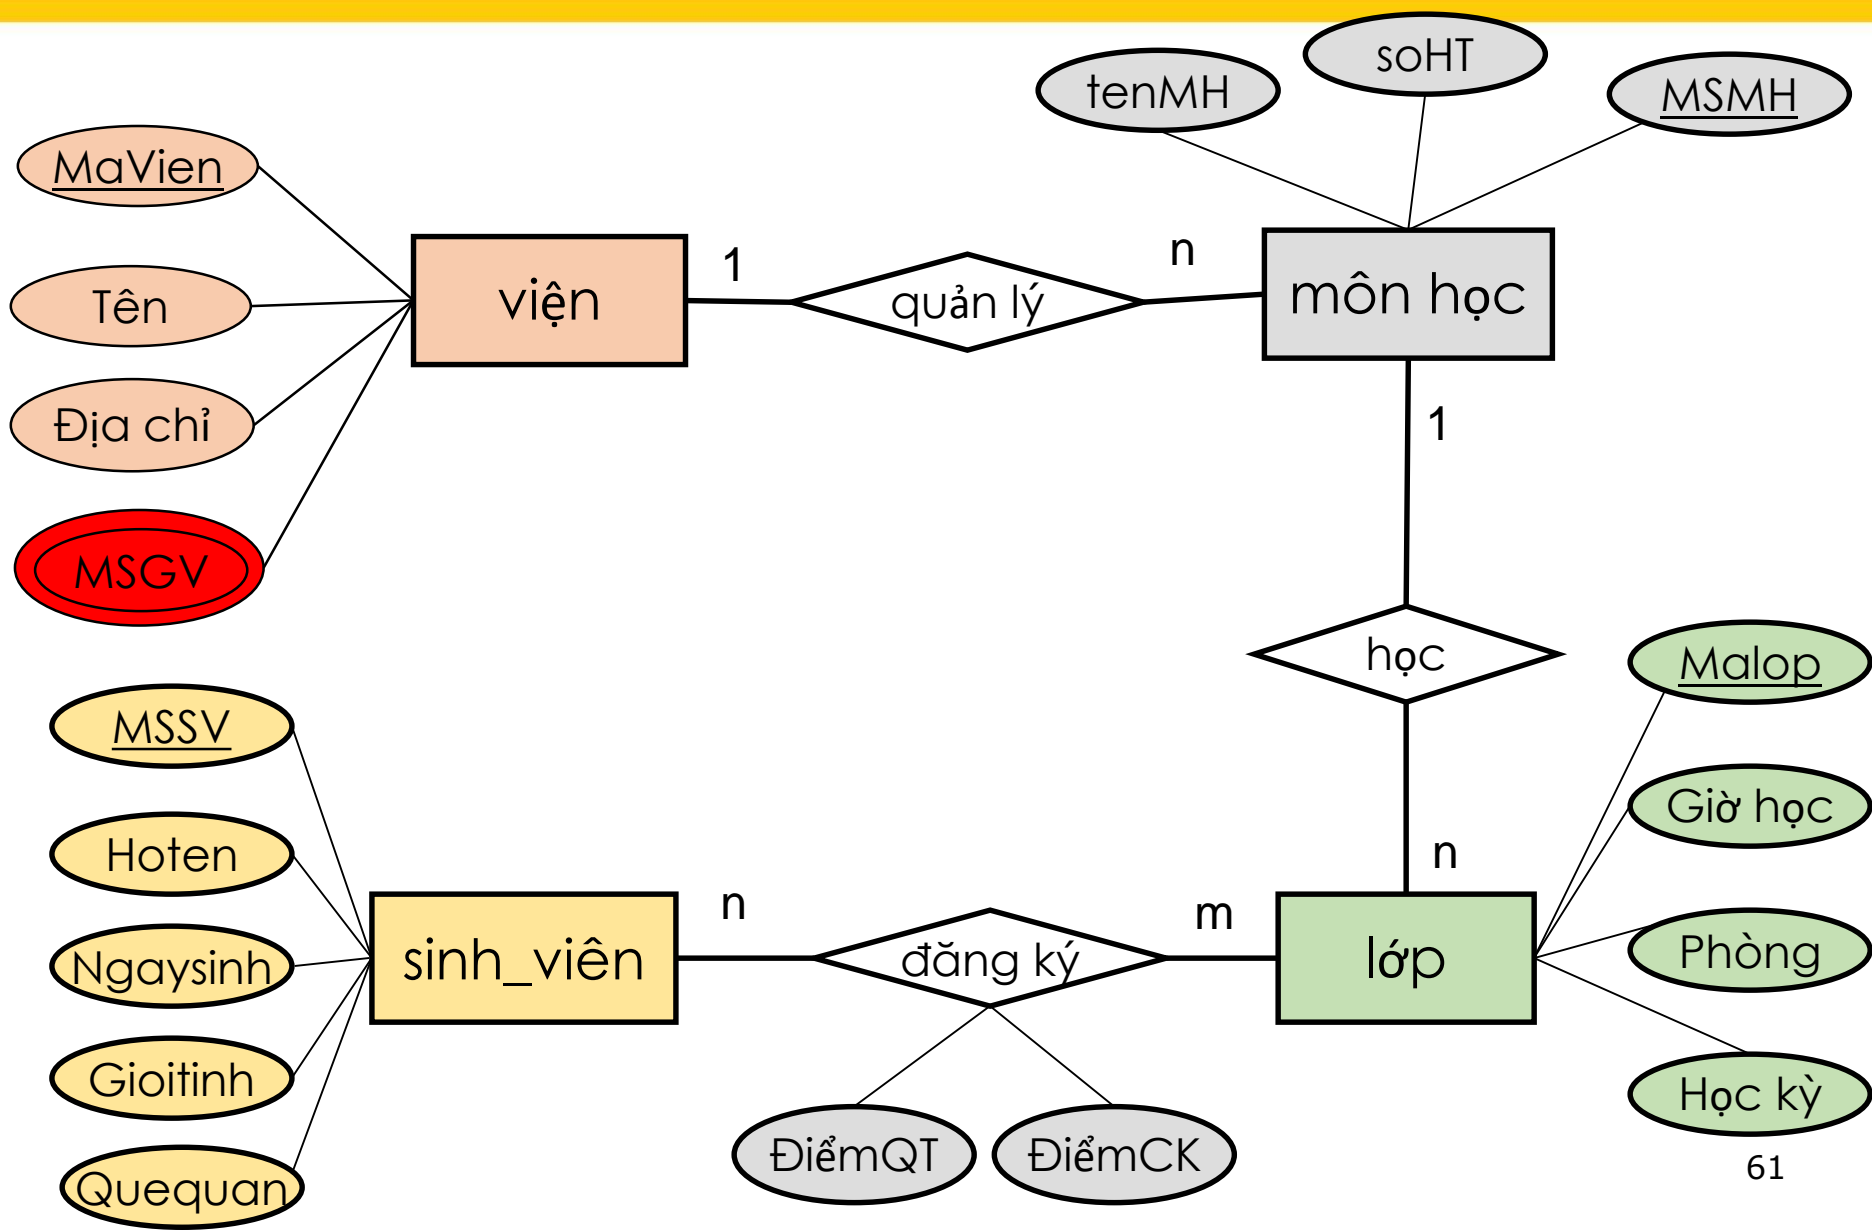 soHT
tenMH
MSMH
MaVien
1
n
viện
quản lý
môn học
Tên
Địa chỉ
1
MSGV
học
Malop
MSSV
Giờ học
Hoten
n
n
m
Phòng
Ngaysinh
sinh_viên
đăng ký
lớp
Gioitinh
Học kỳ
ĐiểmQT
ĐiểmCK
61
Quequan